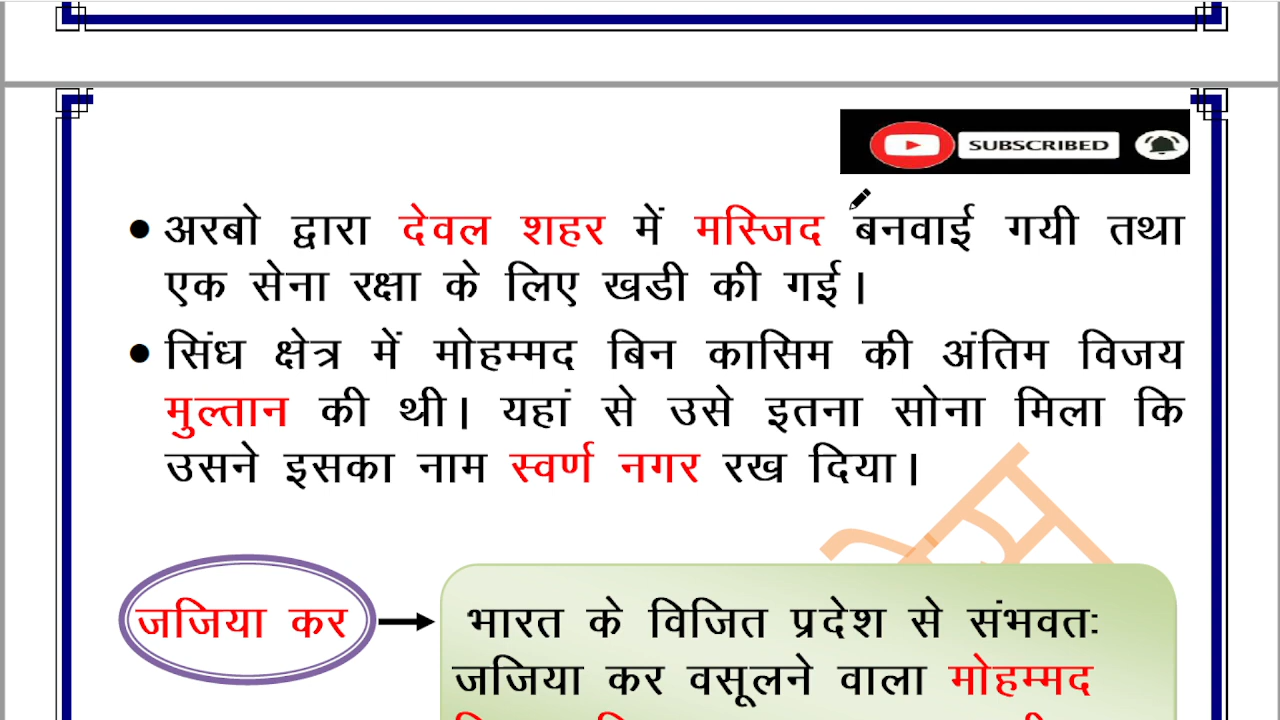 SUBSCRIBED
• अरबो द्वारा देवल शहर में मस्जिद बनवाई गयी तथा
एक सेना रक्षा के लिए खडी की गई।
• सिंध क्षेत्र में मोहम्मद बिन कासिम की अंतिम विजय
मुल्तान की थी। यहां से उसे इतना सोना मिला कि
उसने इसका नाम स्वर्ण नगर रख दिया।
जजिया कर
भारत के विजित प्रदेश से संभवतः
जजिया कर वसूलने वाला मोहम्मद